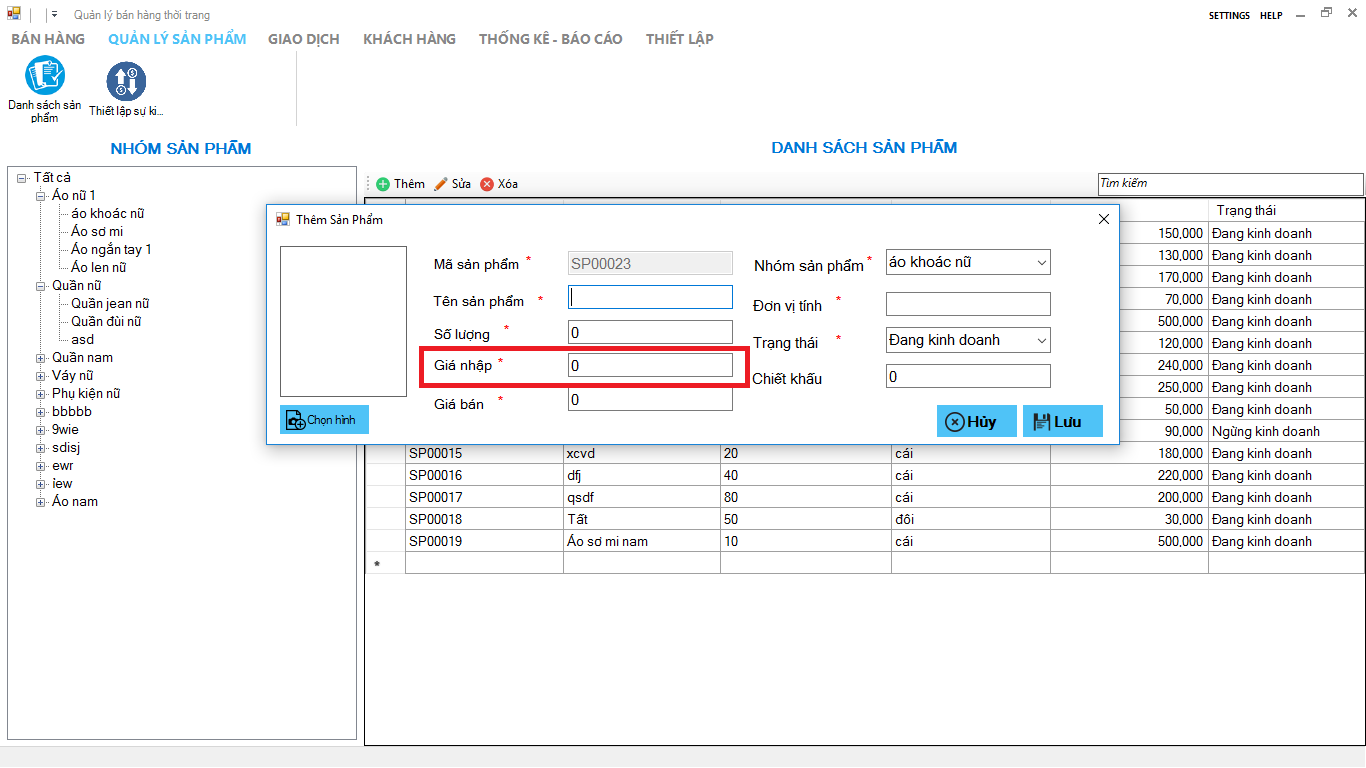 Quản lý bán hàng thời trang
SETTINGS HELP
BÁN HÀNG QUẢN LÝ SẢN PHẨM GIAO DỊCH KHÁCH HÀNG THỐNG KÊ - BÁO CÁO THIẾT LẬP
Danh sách sản phẩm
Thiết lập sự ki...
NHÓM SẢN PHẨM
Tất cả
Áo nữ 1
áo khoác nữ
Áo sơ mi
Áo ngắn tay 1
Áo len nữ
Quần nữ
Quần jean nữ
Quần đùi nữ
asd
Quần nam
Váy nữ
Phụ kiện nữ
bbbbb
9wie
sdisj
ewr
iew
Áo nam
DANH SÁCH SẢN PHẨM
Thêm Sửa Xóa
Tìm kiếm
Trạng thái
150,000 Đang kinh doanh
130,000 Đang kinh doanh
170,000 Đang kinh doanh
70,000 Đang kinh doanh
500,000 Đang kinh doanh
120,000 Đang kinh doanh
240,000 Đang kinh doanh
250,000 Đang kinh doanh
50,000 Đang kinh doanh
90,000 Ngừng kinh doanh
SP00015 xcvd 20 cái 180,000 Đang kinh doanh
SP00016 dfj 40 cái 220,000 Đang kinh doanh
SP00017 qsdf 80 cái 200,000 Đang kinh doanh
SP00018 Tất 50 đôi 30,000 Đang kinh doanh
SP00019 Áo sơ mi nam 10 cái 500,000 Đang kinh doanh
*
Thêm Sản Phẩm
Mã sản phẩm * SP00023
Tên sản phẩm *
Số lượng * 0
Giá nhập * 0
Giá bán * 0
Nhóm sản phẩm * áo khoác nữ
Đơn vị tính *
Trạng thái * Đang kinh doanh
Chiết khấu 0
Chọn hình
Hủy Lưu